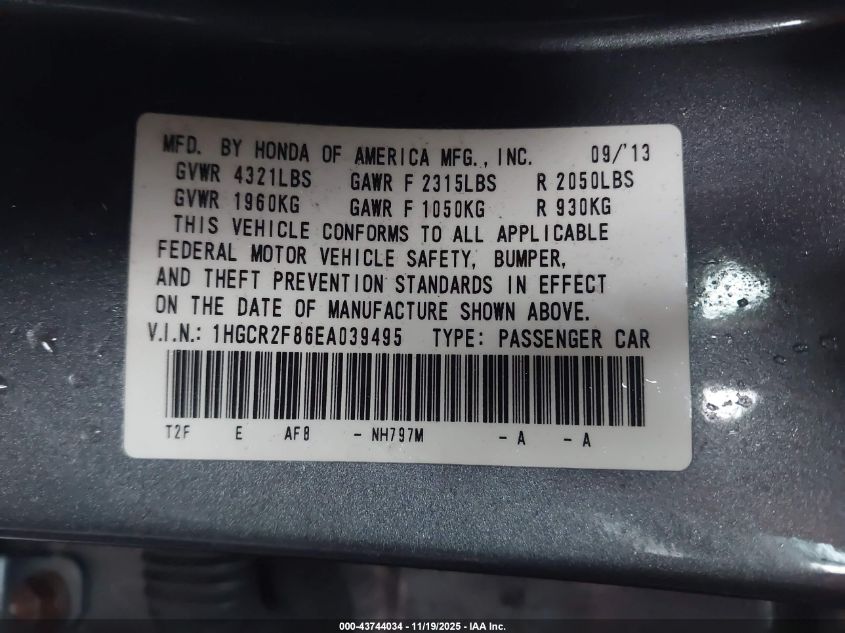 MFD. BY HONDA OF AMERICA MFG., INC. 09/'13
GVWR 4321LBS GAWR F 2315LBS R 2050LBS
GVWR 1960KG GAWR F 1050KG R 930KG
THIS VEHICLE CONFORMS TO ALL APPLICABLE
FEDERAL MOTOR VEHICLE SAFETY, BUMPER,
AND THEFT PREVENTION STANDARDS IN EFFECT
ON THE DATE OF MANUFACTURE SHOWN ABOVE.
V.I.N.: 1HGCR2F86EA039495 TYPE: PASSENGER CAR
T2F E AF8 - NH797M - A - A
000-43744034 - 11/19/2025 - IAA Inc.